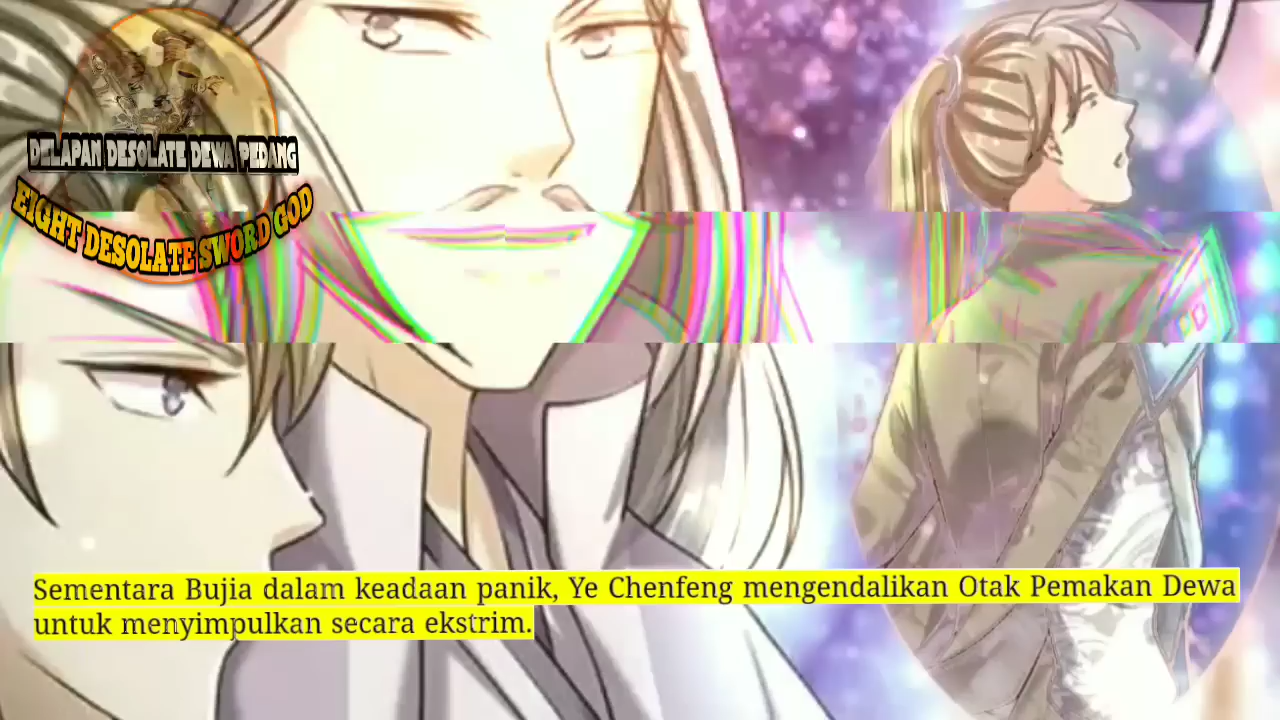 DELAPAN DESOLATE DEWA PEDANG
EIGHT DESOLATE SWORD GOD
Sementara Bujia dalam keadaan panik, Ye Chenfeng mengendalikan Otak Pemakan Dewa
untuk menyimpulkan secara ekstrim.